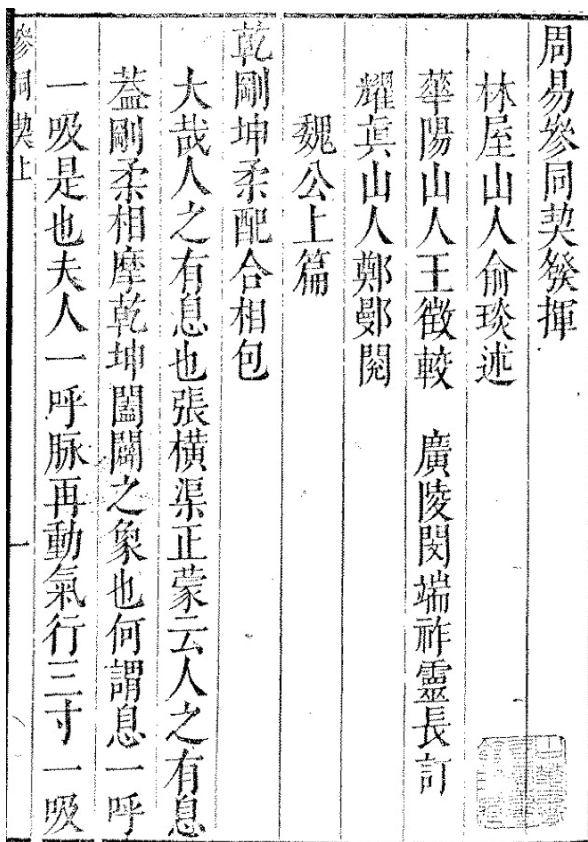 周易參同契發揮
林屋山人俞琰述
華陽山人王徵較　廣陵閔端祚靈長訂
耀真山人鄭鄤閱
魏公上篇
乾剛坤柔配合相包
大哉人之有息也張橫渠正蒙云人之有息
蓋剛柔相摩乾坤闔闢之象也何謂息一呼
一吸是也夫人一呼脉再動氣行三寸一吸
參同契上
一